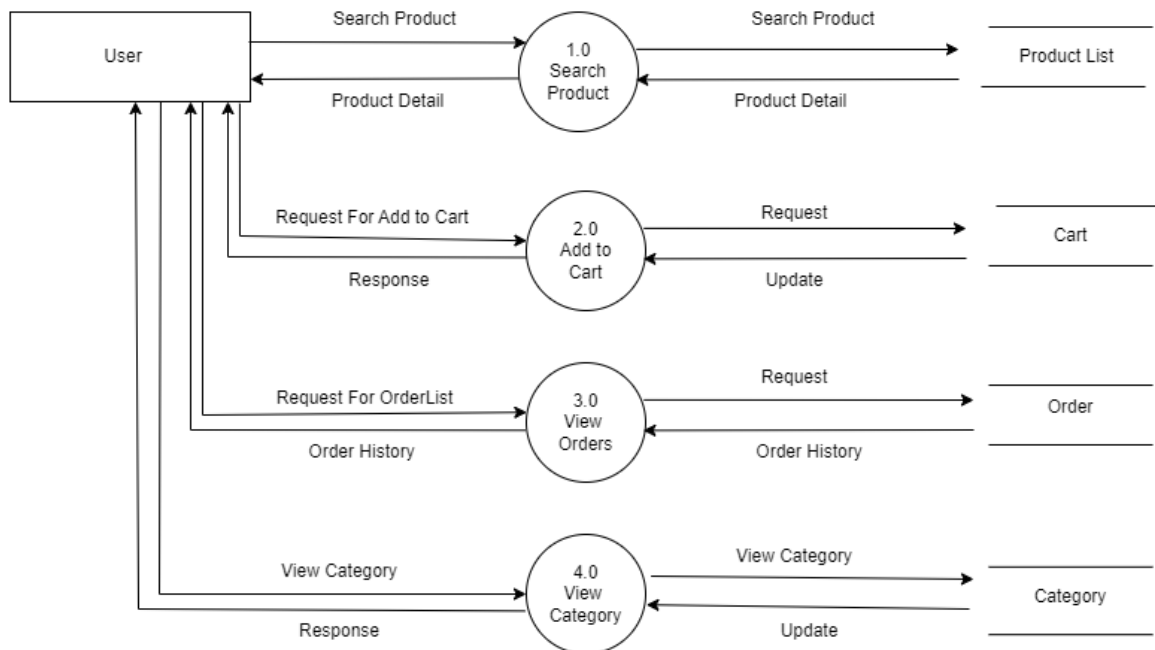 Search Product
Search Product
User
1.0
Search
Product
Product List
Product Detail
Product Detail
Request For Add to Cart
Request
2.0
Add to
Cart
Cart
Response
Update
Request For OrderList
Request
3.0
View
Orders
Order
Order History
Order History
View Category
View Category
4.0
View
Category
Category
Response
Update